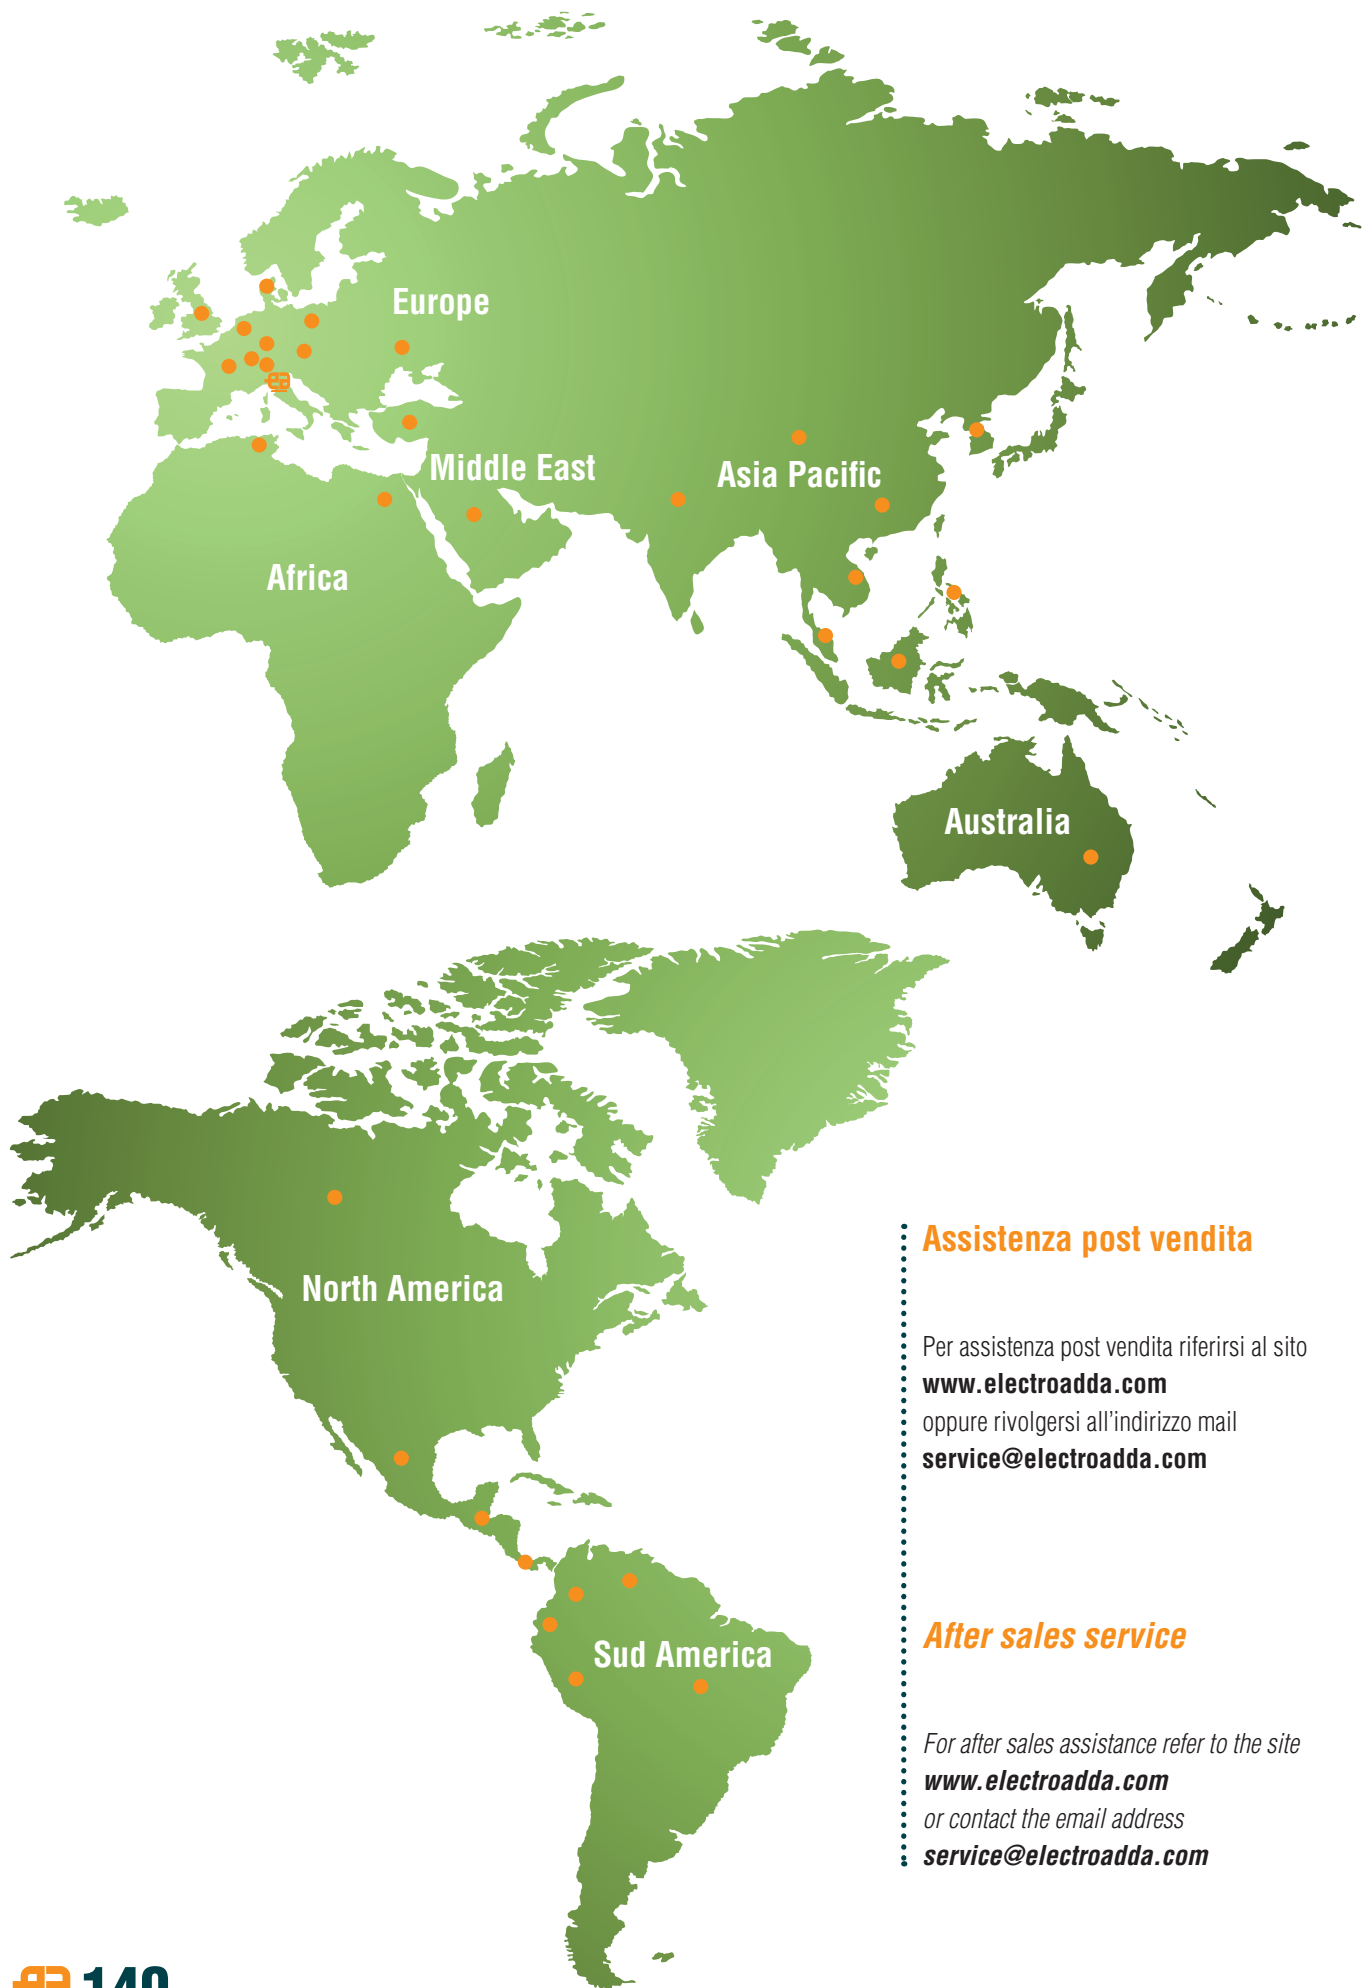 Europe
Middle East
Asia Pacific
Africa
Australia
North America
Sud America
Assistenza post vendita
Per assistenza post vendita riferirsi al sito
www.electroadda.com
oppure rivolgersi all'indirizzo mail
service@electroadda.com
After sales service
For after sales assistance refer to the site
www.electroadda.com
or contact the email address
service@electroadda.com